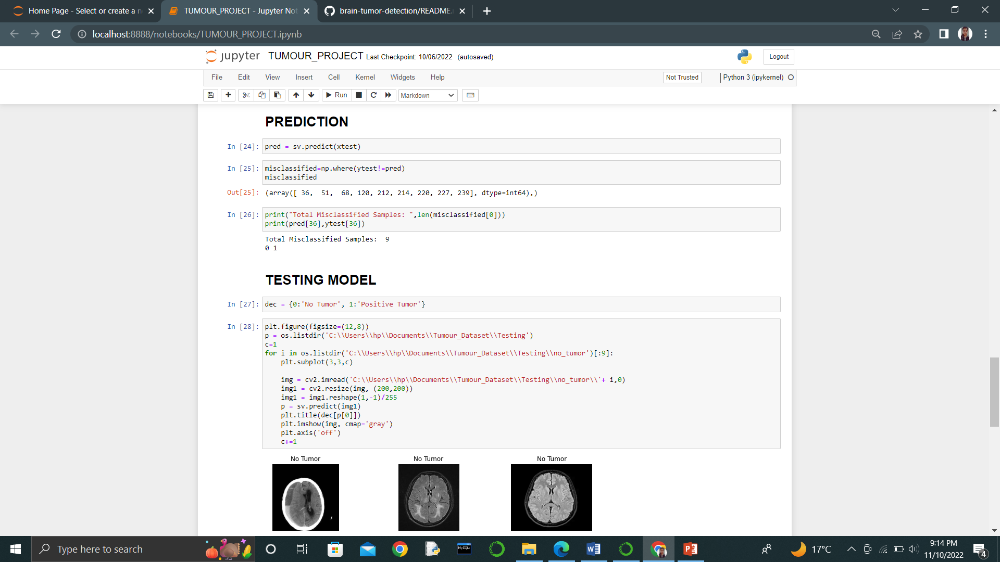 Home Page - Select or create a n
TUMOUR_PROJECT - Jupyter Not
brain-tumor-detection/README.
localhost:8888/notebooks/TUMOUR_PROJECT.ipynb
jupyter TUMOUR_PROJECT Last Checkpoint: 10/06/2022 (autosaved)
Logout
File Edit View Insert Cell Kernel Widgets Help
Not Trusted
Python 3 (ipykernel)
Run
Markdown
PREDICTION
In [24]: pred = sv.predict(xtest)
In [25]: misclassified=np.where(ytest!=pred)
misclassified
Out[25]: (array([ 36,  51,  68, 120, 212, 214, 220, 227, 239], dtype=int64),)
In [26]: print("Total Misclassified Samples: ",len(misclassified[0]))
print(pred[36],ytest[36])
Total Misclassified Samples:  9
0 1
TESTING MODEL
In [27]: dec = {0:'No Tumor', 1:'Positive Tumor'}
In [28]: plt.figure(figsize=(12,8))
p = os.listdir('C:\\Users\\hp\\Documents\\Tumour_Dataset\\Testing')
c=1
for i in os.listdir('C:\\Users\\hp\\Documents\\Tumour_Dataset\\Testing\\no_tumor')[:9]:
    plt.subplot(3,3,c)
    img = cv2.imread('C:\\Users\\hp\\Documents\\Tumour_Dataset\\Testing\\no_tumor\\'+ i,0)
    img1 = cv2.resize(img, (200,200))
    img1 = img1.reshape(1,-1)/255
    p = sv.predict(img1)
    plt.title(dec[p[0]])
    plt.imshow(img, cmap='gray')
    plt.axis('off')
    c+=1
No Tumor No Tumor No Tumor
Type here to search
MySQL
17°C
9:14 PM
11/10/2022
4